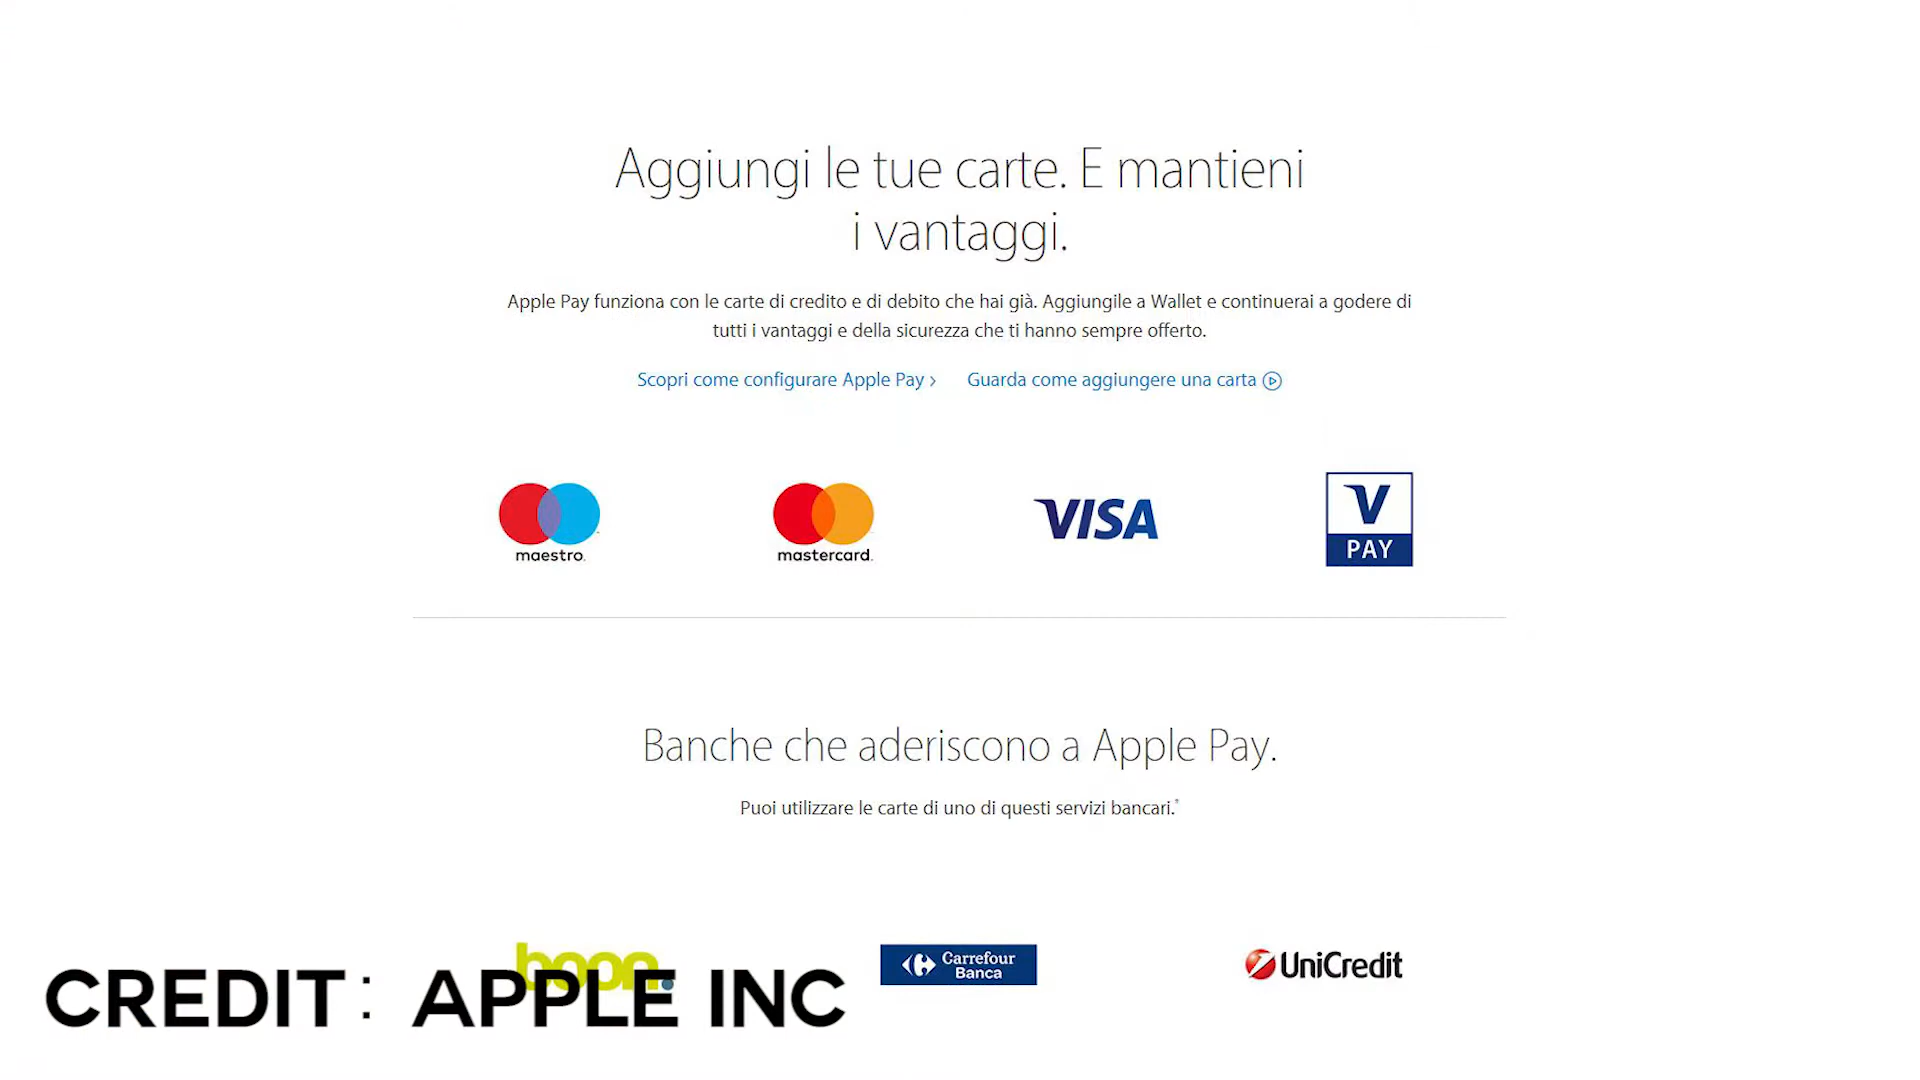 Aggiungi le tue carte. E mantieni
i vantaggi.
Apple Pay funziona con le carte di credito e di debito che hai già. Aggiungile a Wallet e continuerai a godere di
tutti i vantaggi e della sicurezza che ti hanno sempre offerto.
Scopri come configurare Apple Pay > Guarda come aggiungere una carta
maestro.
mastercard.
VISA
V
PAY
Banche che aderiscono a Apple Pay.
Puoi utilizzare le carte di uno di questi servizi bancari.*
boon.
Carrefour
Banca
UniCredit
CREDIT: APPLE INC